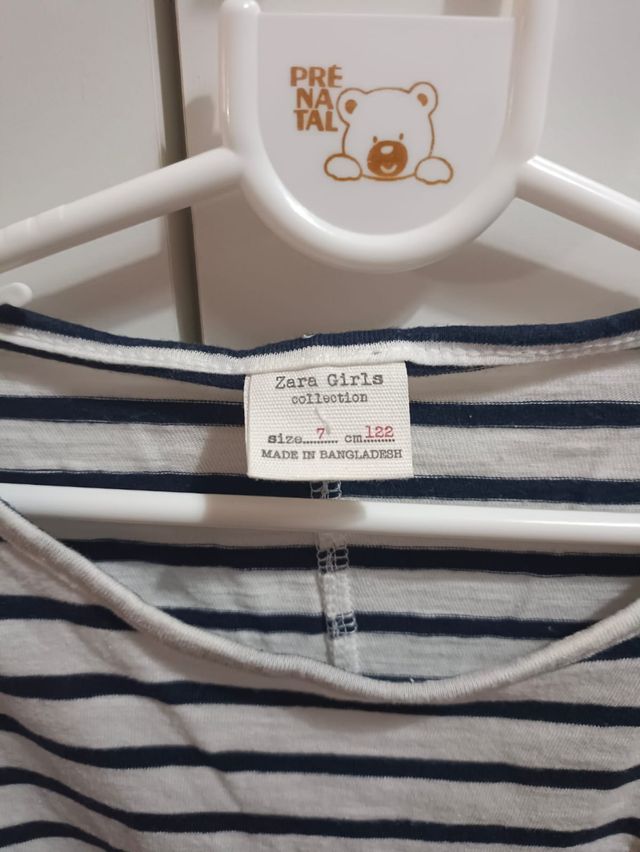 PRÉ
NA
TAL
Zara Girls
collection
size...7... cm.122...
MADE IN BANGLADESH